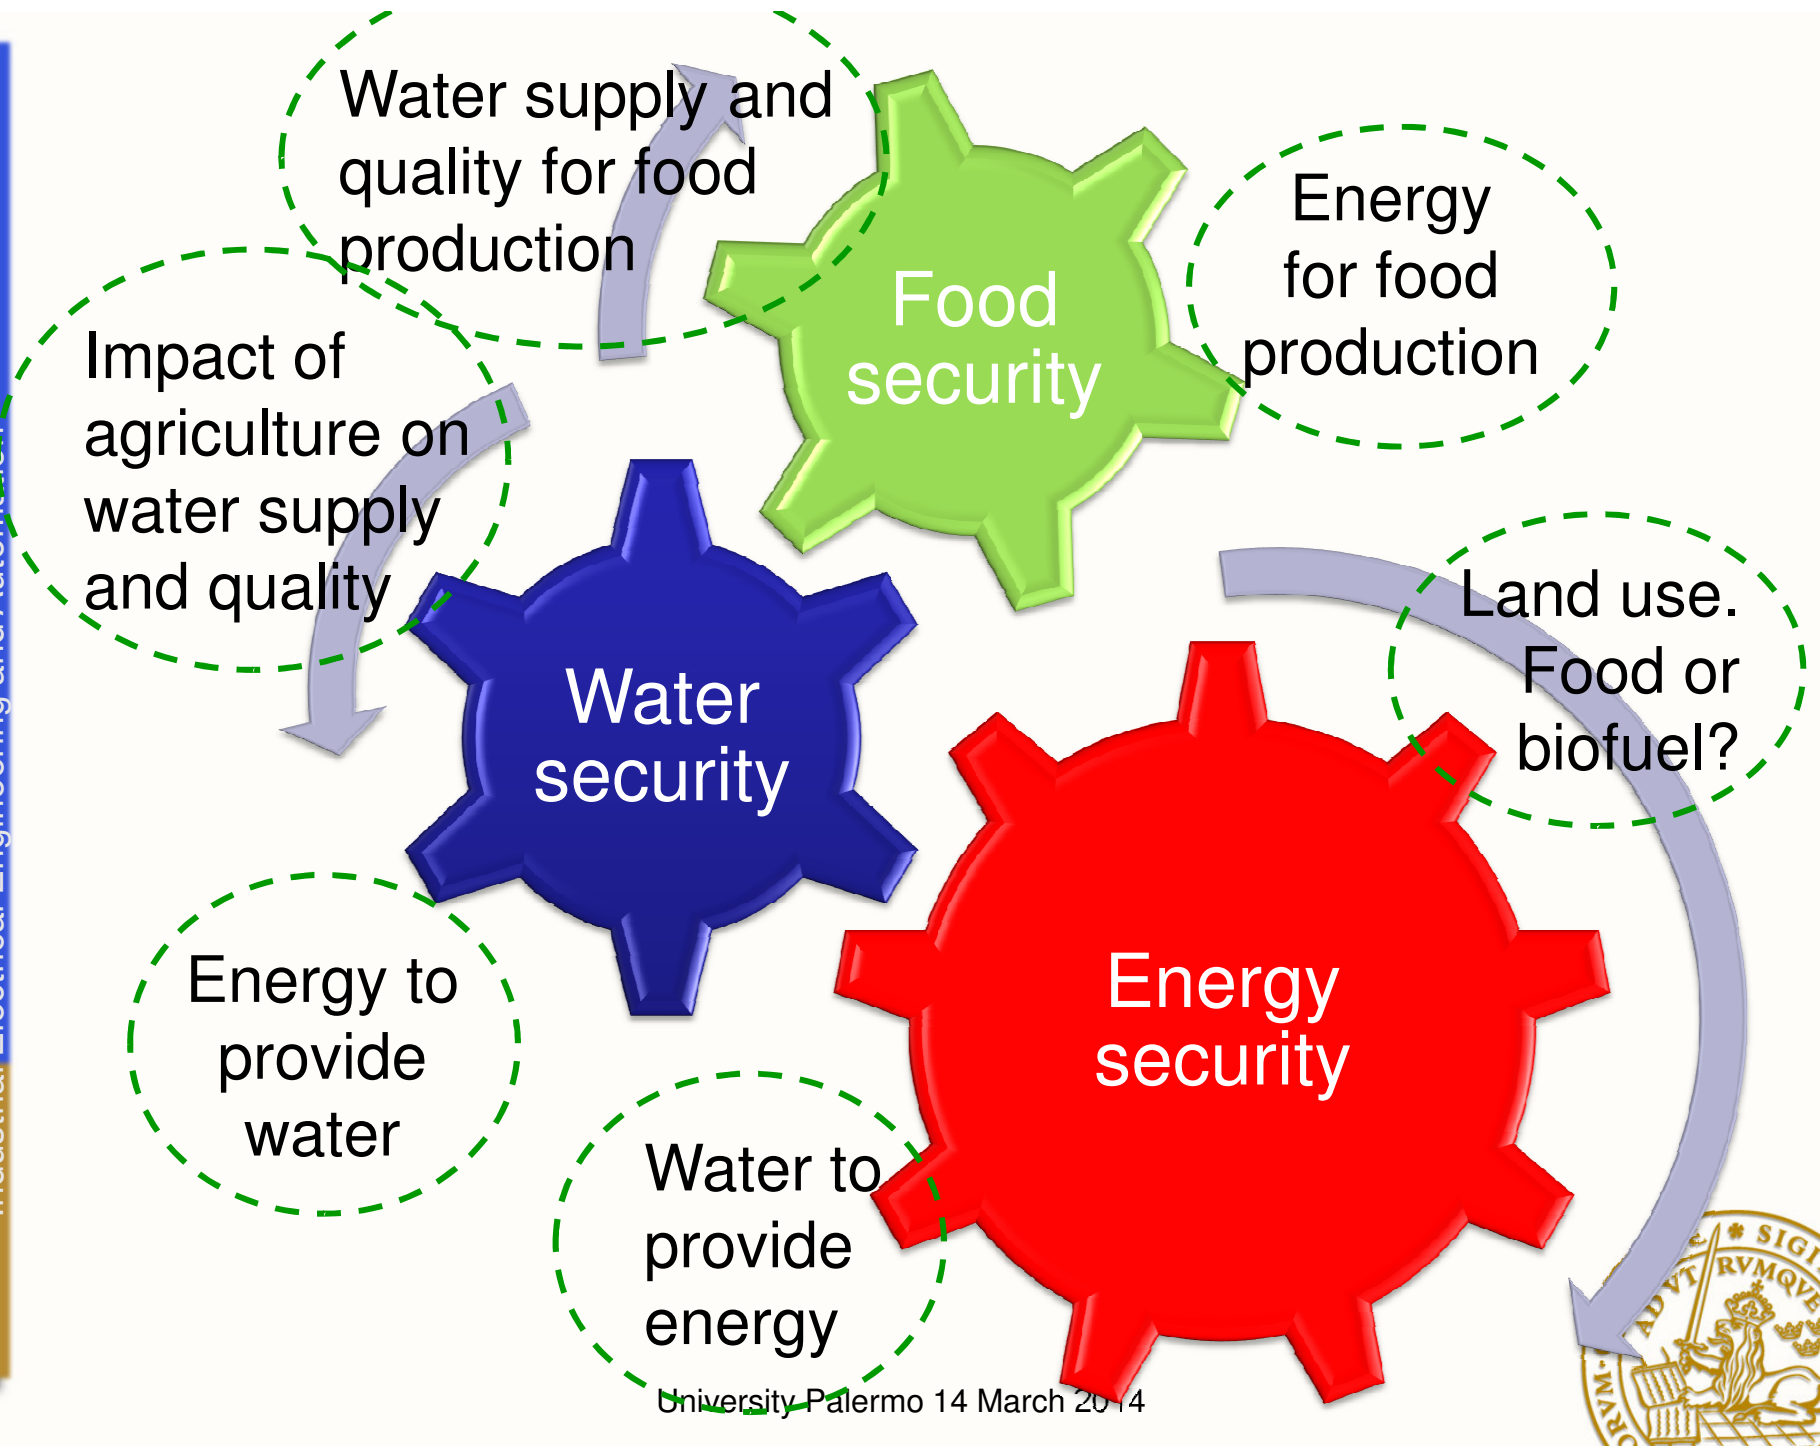 Water supply and
quality for food
production
Energy
for food
production
Food
security
Impact of
agriculture on
water supply
and quality
Land use.
Food or
biofuel?
Water
security
Energy to
provide
water
Energy
security
Water to
provide
energy
University Palermo 14 March 2014